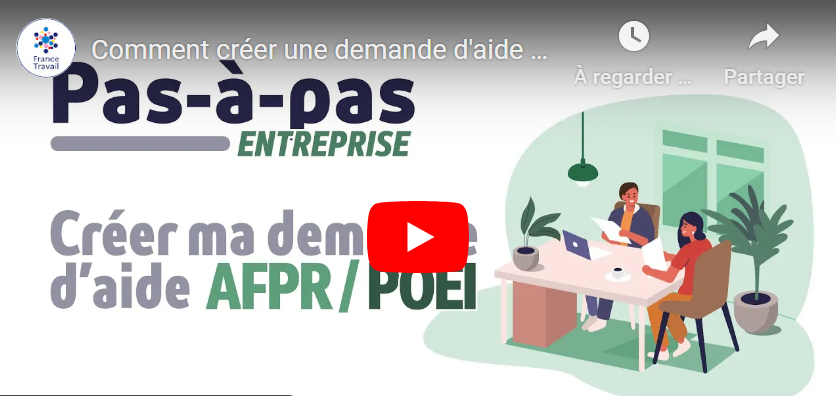 France
Travail
Comment créer une demande d'aide ...
À regarder ...
Partager
Pas-à-pas
ENTREPRISE
Créer ma dem e
d'aide AFPR / POEI